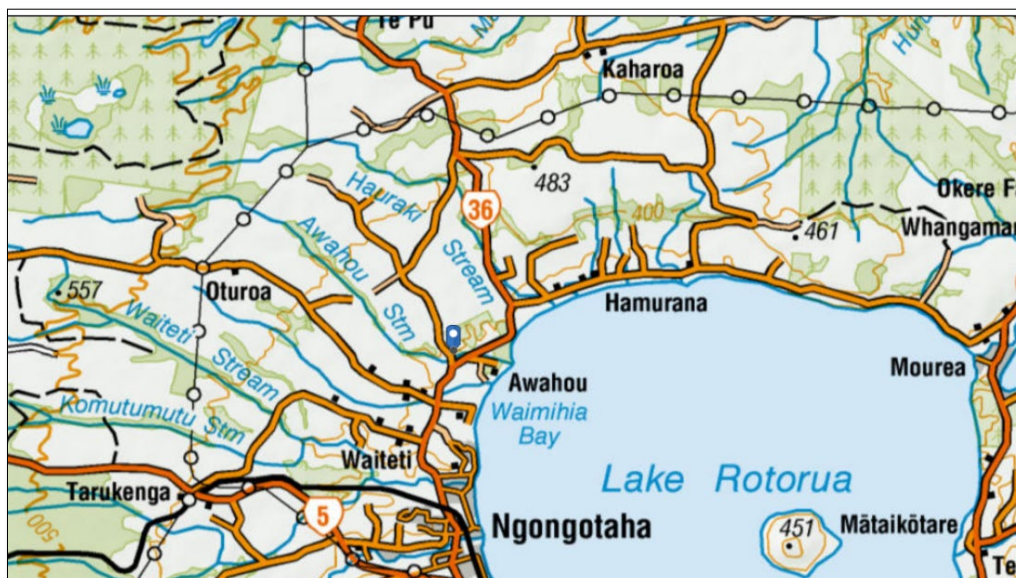 Te Pu
Kaharoa
483
Hauraki
Stream
36
400
461
Okere F
Whangamar
Awahou Stm
Oturoa
557
Waiteti Stream
Hamurana
Mourea
Awahou
Waimihia
Bay
Komutumutu Stm
Waiteti
Lake Rotorua
Tarukenga
5
Ngongotaha
451
Mātaikōtare
500
Te